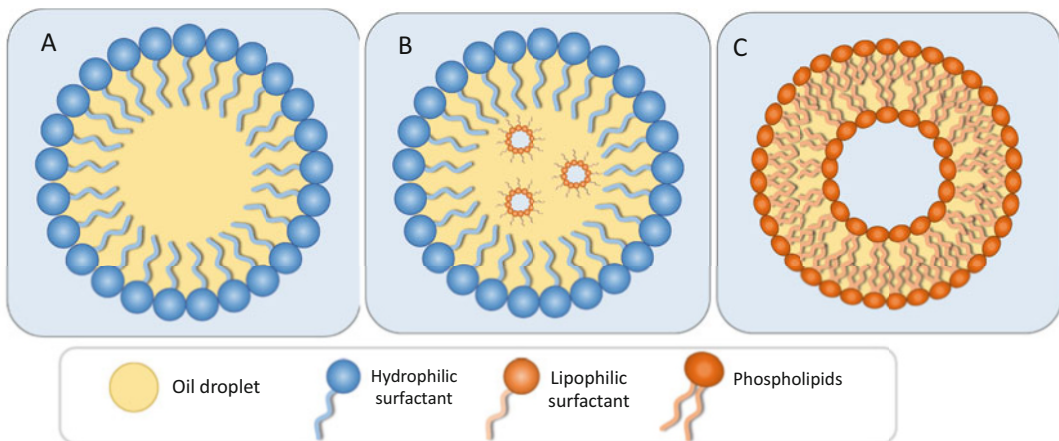 A
B
C
Oil droplet
Hydrophilic
surfactant
Lipophilic
surfactant
Phospholipids